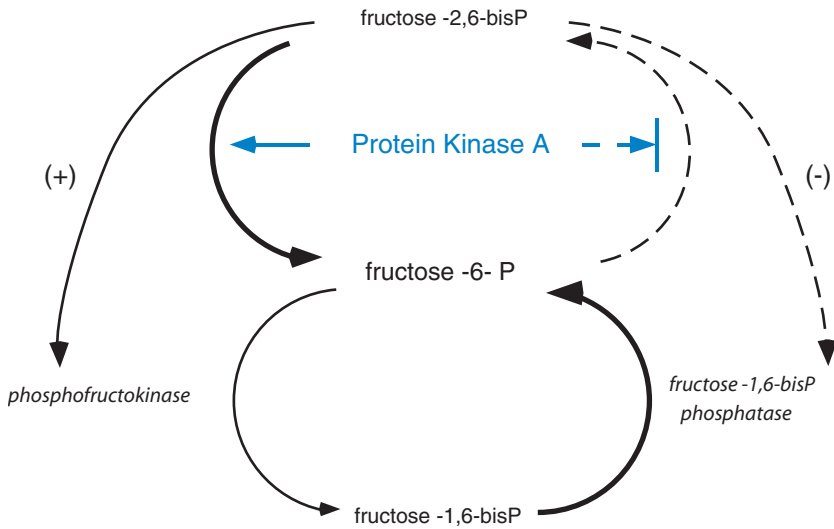 fructose -2,6-bisP
Protein Kinase A
(+)
(-)
fructose -6- P
phosphofructokinase
fructose -1,6-bisP
phosphatase
fructose -1,6-bisP